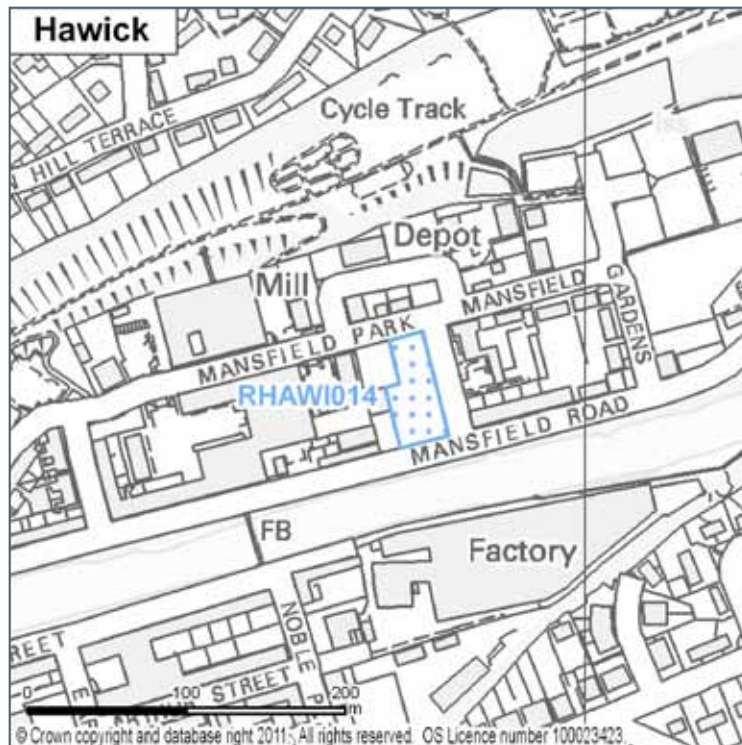 Hawick
Cycle Track
HILL TERRACE
Depot
Mill
MANSFIELD
GARDENS
MANSFIELD PARK
RHAWI014
MANSFIELD ROAD
FB
Factory
NOBLE
STREET
0 100 200
m
© Crown copyright and database right 2011. All rights reserved. OS Licence number 100023423.